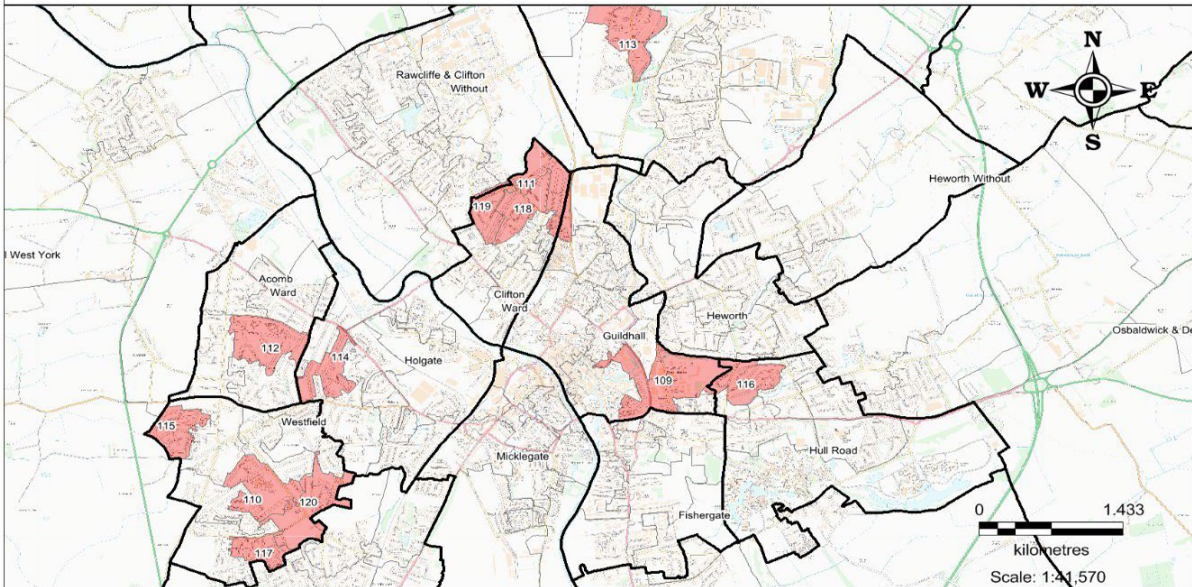 113
N
Rawcliffe & Clifton
Without
W
E
S
111
Heworth Without
119
118
l West York
Acomb
Ward
Clifton
Ward
Guildhall
Heworth
Osbaldwick & De
112
114
Holgate
109
116
115
Westfield
Micklegate
Hull Road
110
120
0
1.433
Fishergate
kilometres
117
Scale: 1:41,570